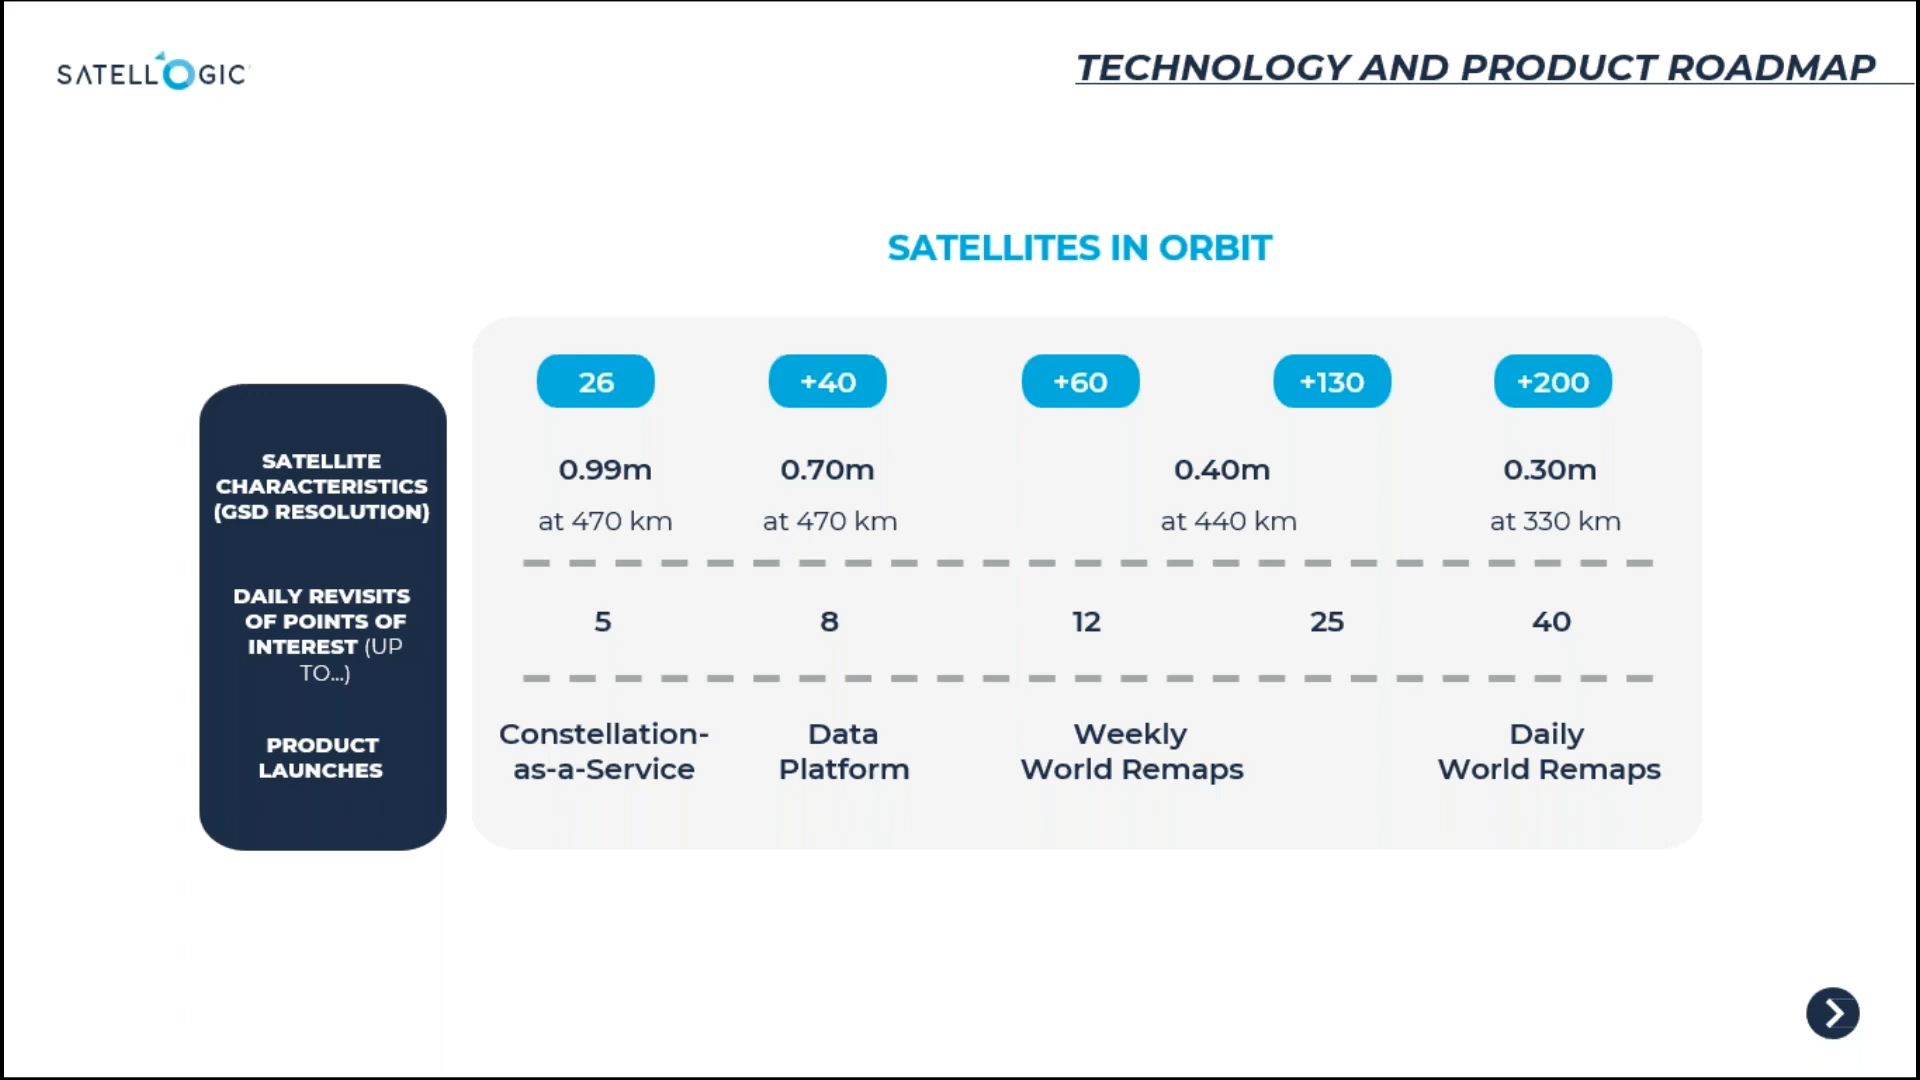 SATELLOGIC
TECHNOLOGY AND PRODUCT ROADMAP
SATELLITES IN ORBIT
26 +40 +60 +130 +200
SATELLITE
CHARACTERISTICS
(GSD RESOLUTION)
0.99m 0.70m 0.40m 0.30m
at 470 km at 470 km at 440 km at 330 km
DAILY REVISITS
OF POINTS OF
INTEREST (UP
TO...)
5 8 12 25 40
PRODUCT
LAUNCHES
Constellation-
as-a-Service
Data
Platform
Weekly
World Remaps
Daily
World Remaps